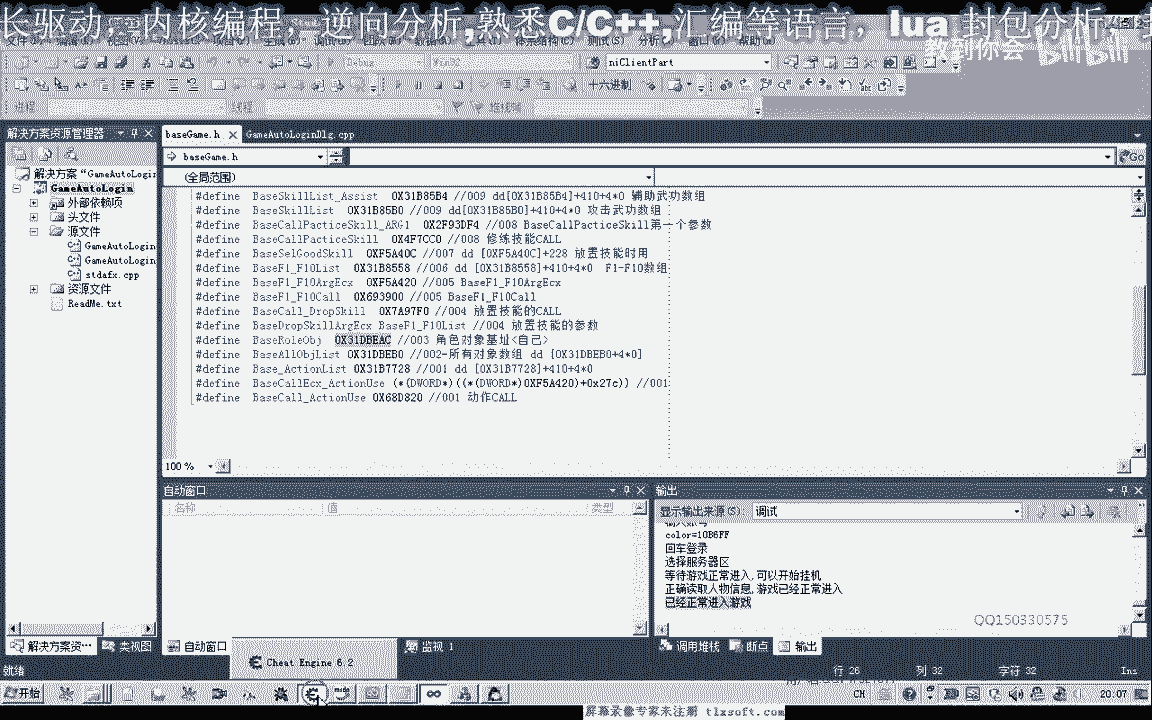 长驱动，内核编程，逆向分析,熟悉C/C++,汇编等语言，lua 封包分析，
教到你会 bilibili
Debug Win32 niClientPart
十六进制
进程 线程 堆栈帧
解决方案资源管理器
baseGame.h GameAutoLoginDlg.cpp
baseGame.h Go
(全局范围)
解决方案“GameAutoLogin
GameAutoLogin
外部依赖项
头文件
源文件
GameAutoLogin
GameAutoLogin
stdafx.cpp
资源文件
ReadMe.txt
#define BaseSkillList_Assist 0X31B85B4 //009 dd[0X31B85B4]+410+4*0 辅助武功数组
#define BaseSkillList 0X31B85B0 //009 dd[0X31B85B0]+410+4*0 攻击武功数组
#define BaseCallPacticeSkill_ARG1 0X2F93DF4 //008 BaseCallPacticeSkill第一个参数
#define BaseCallPacticeSkill 0X4F7CC0 //008 修练技能CALL
#define BaseSelGoodSkill 0XF5A40C //007 dd [0XF5A40C]+228 放置技能时用
#define BaseF1_F10List 0X31B8558 //006 dd [0X31B8558]+410+4*0 F1-F10数组
#define BaseF1_F10ArgEcx 0XF5A420 //005 BaseF1_F10ArgEcx
#define BaseF1_F10Call 0X693900 //005 BaseF1_F10Call
#define BaseCall_DropSkill 0X7A97F0 //004 放置技能的CALL
#define BaseDropSkillArgEcx BaseF1_F10List //004 放置技能的参数
#define BaseRoleObj 0X31DBEAC //003 角色对象基址<自己>
#define BaseAllObjList 0X31DBEB0 //002-所有对象数组 dd [0X31DBEB0+4*0]
#define Base_ActionList 0X31B7728 //001 dd [0X31B7728]+410+4*0
#define BaseCallEcx_ActionUse (*(DWORD*)((*(DWORD*)0XF5A420)+0x27c)) //001
#define BaseCall_ActionUse 0X68D820 //001 动作CALL
100 %
自动窗口
名称 值 类型
输出
显示输出来源(S): 调试
输入账号
color=10B6FF
回车登录
选择服务器区
等待游戏正常进入,可以开始挂机
正确读取人物信息,游戏已经正常进入
已经正常进入游戏
QQ150330575
解决方案资… 类视图 自动窗口 监视 1 调用堆栈 断点 输出
Cheat Engine 6.2
就绪 行 26 列 32 字符 32 Ins
开始 CH 20:07
屏幕录像专家未注册 tlxsoft.com